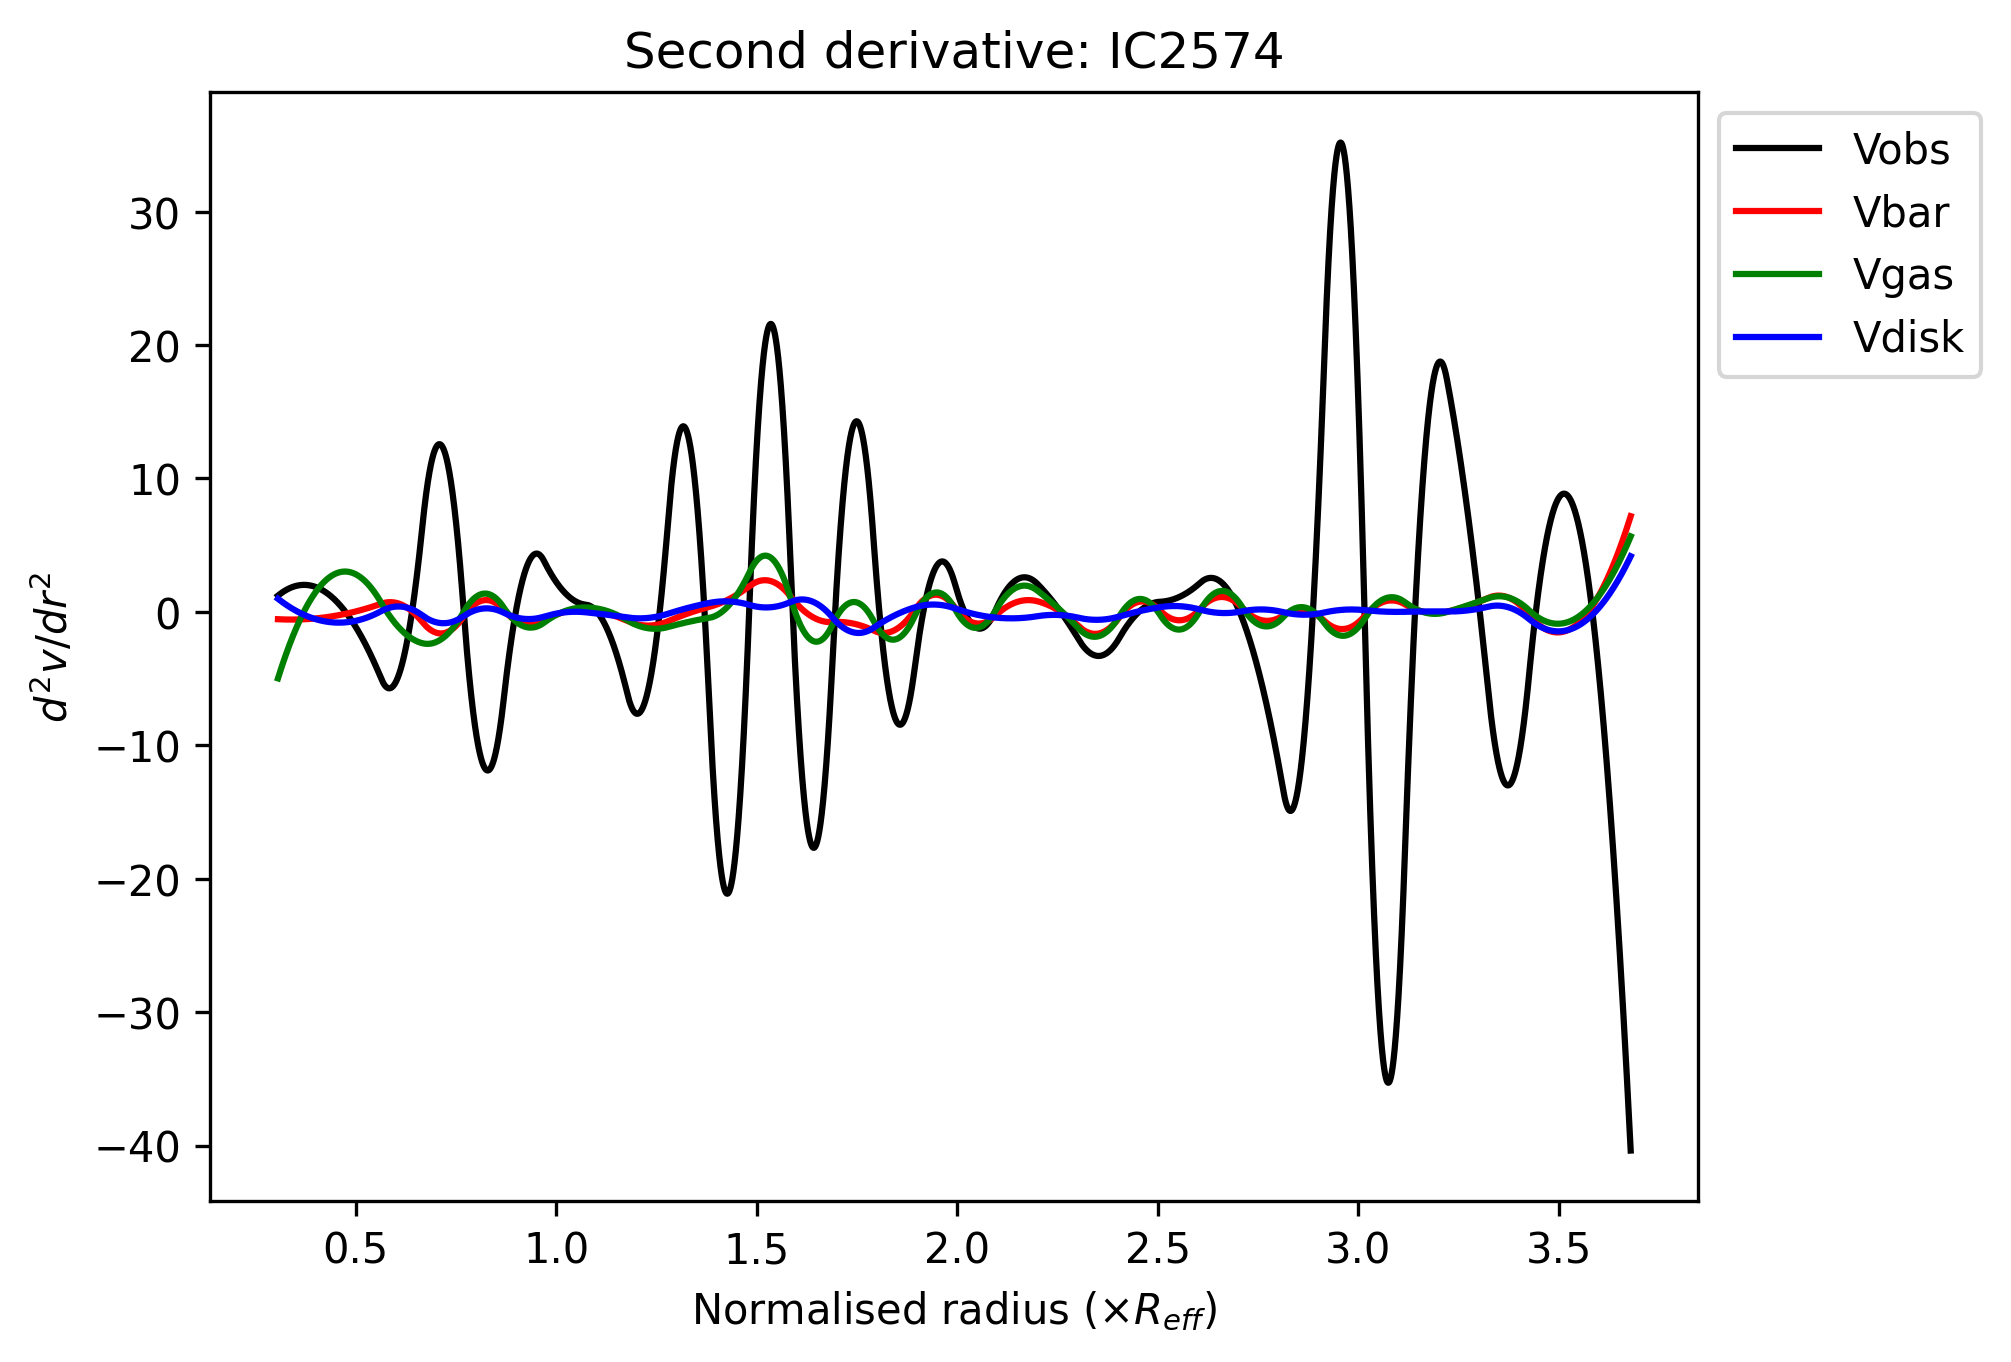 Second derivative: IC2574
d²v/dr²
30
20
10
0
−10
−20
−30
−40
0.5 1.0 1.5 2.0 2.5 3.0 3.5
Normalised radius (×R_eff)
Vobs
Vbar
Vgas
Vdisk